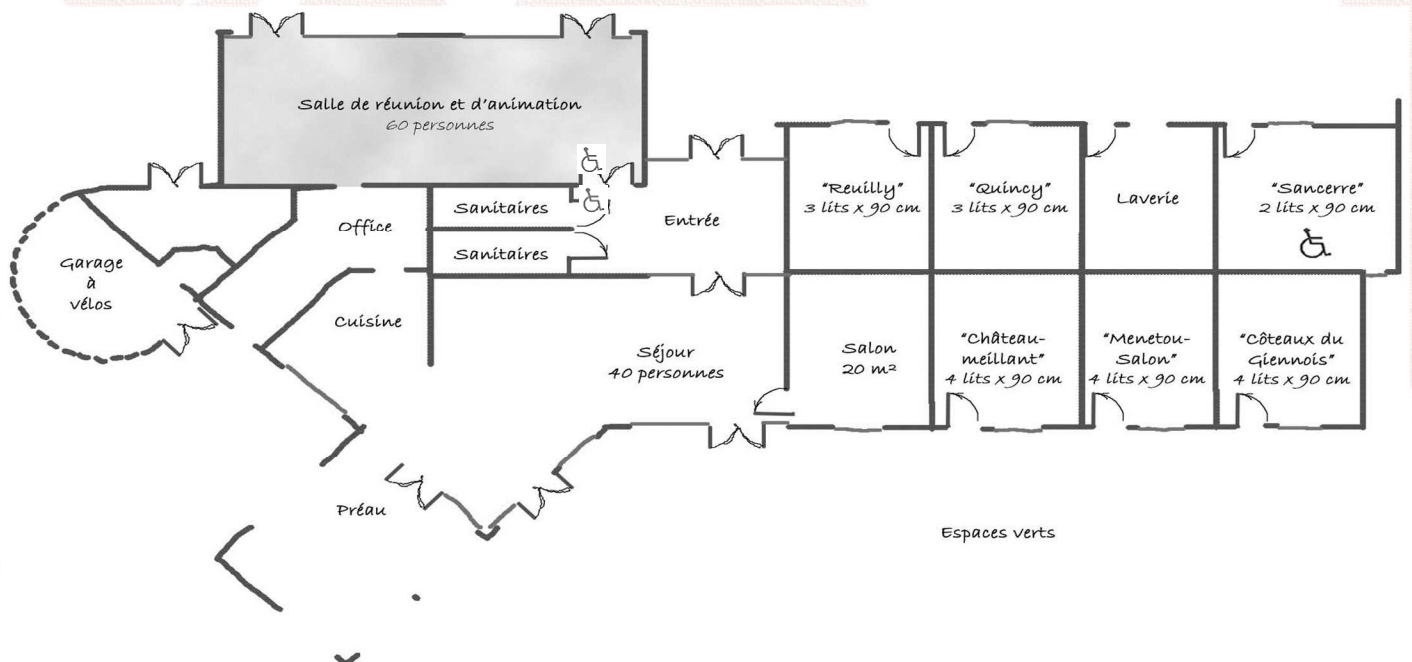 Salle de réunion et d'animation
60 personnes
"Reuilly"
3 lits x 90 cm
"Quincy"
3 lits x 90 cm
Laverie
"Sancerre"
2 lits x 90 cm
Sanitaires
Office
Entrée
Sanitaires
Garage
à
vélos
Cuisine
Séjour
40 personnes
Salon
20 m²
"Château-
meillant"
4 lits x 90 cm
"Menetou-
Salon"
4 lits x 90 cm
"Côteaux du
Giennois"
4 lits x 90 cm
Préau
Espaces verts